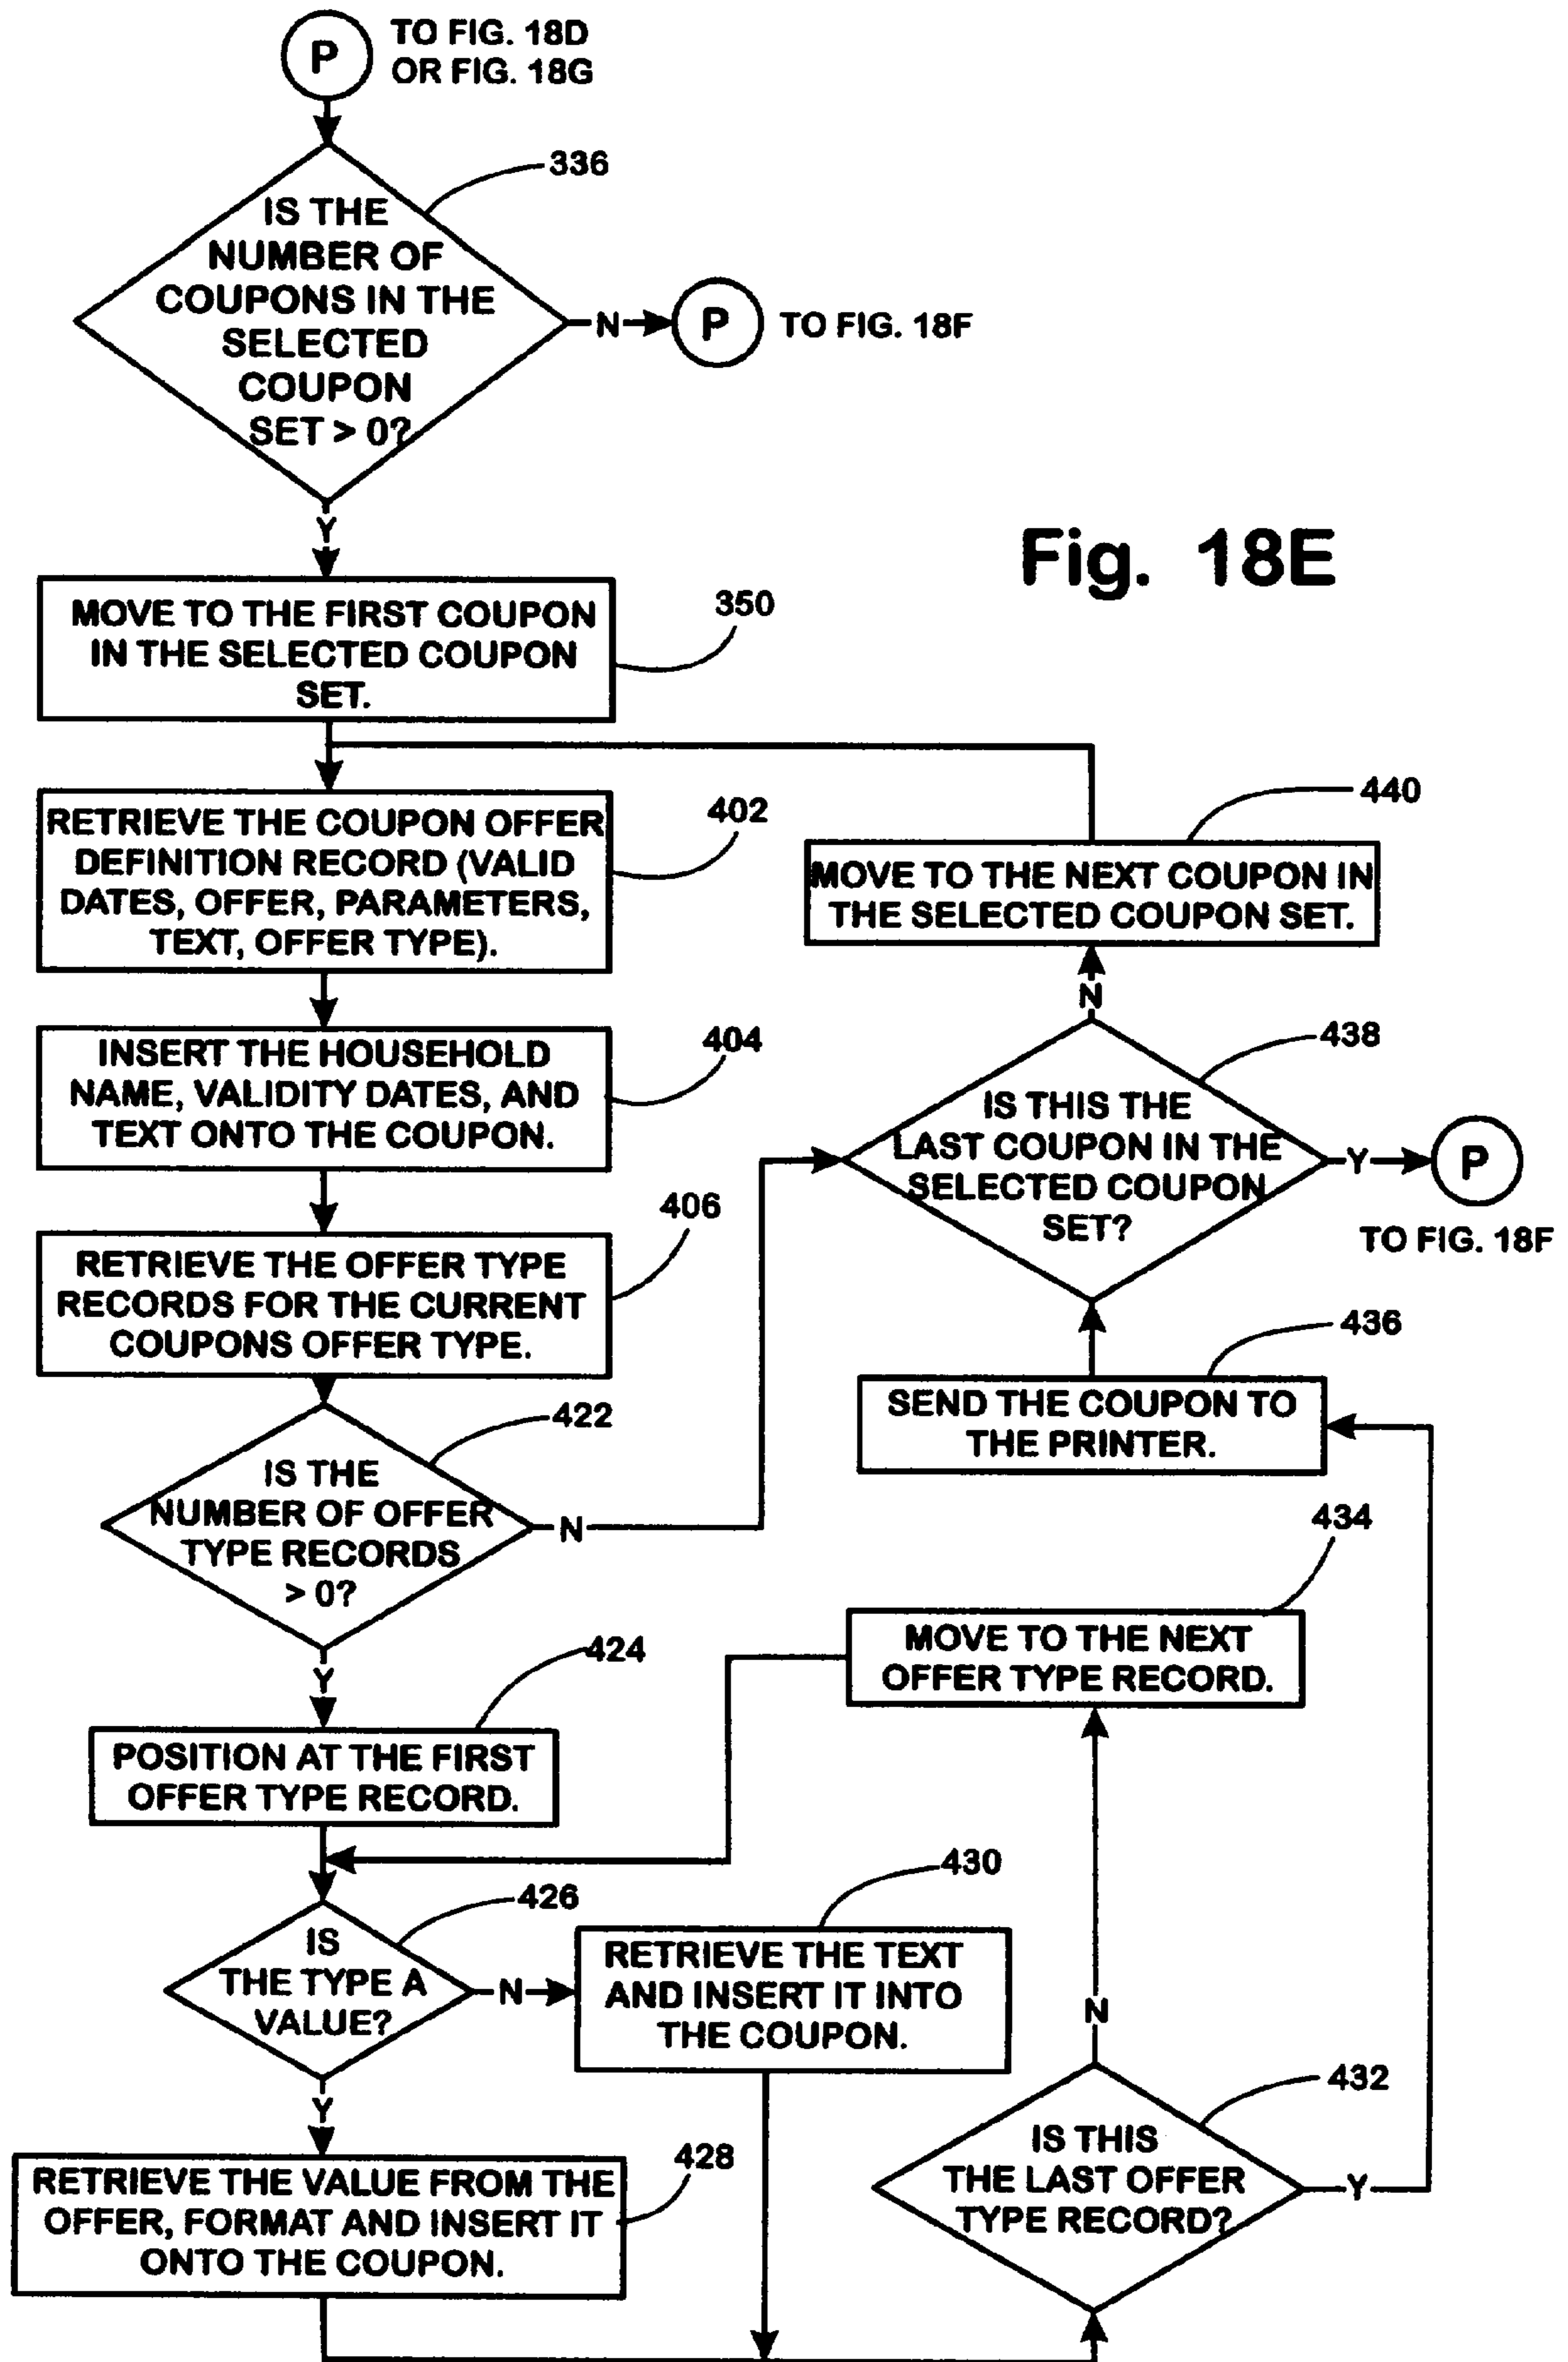 P
TO FIG. 18D
OR FIG. 18G
336
IS THE
NUMBER OF
COUPONS IN THE
SELECTED
COUPON
SET > 0?
N
P
TO FIG. 18F
Y
Fig. 18E
MOVE TO THE FIRST COUPON
IN THE SELECTED COUPON
SET.
350
RETRIEVE THE COUPON OFFER
DEFINITION RECORD (VALID
DATES, OFFER, PARAMETERS,
TEXT, OFFER TYPE).
402
440
MOVE TO THE NEXT COUPON IN
THE SELECTED COUPON SET.
N
INSERT THE HOUSEHOLD
NAME, VALIDITY DATES, AND
TEXT ONTO THE COUPON.
404
438
IS THIS THE
LAST COUPON IN THE
SELECTED COUPON
SET?
Y
P
TO FIG. 18F
RETRIEVE THE OFFER TYPE
RECORDS FOR THE CURRENT
COUPONS OFFER TYPE.
406
436
SEND THE COUPON TO
THE PRINTER.
422
IS THE
NUMBER OF OFFER
TYPE RECORDS
> 0?
N
Y
434
MOVE TO THE NEXT
OFFER TYPE RECORD.
424
POSITION AT THE FIRST
OFFER TYPE RECORD.
426
IS
THE TYPE A
VALUE?
N
Y
430
RETRIEVE THE TEXT
AND INSERT IT INTO
THE COUPON.
N
432
IS THIS
THE LAST OFFER
TYPE RECORD?
Y
RETRIEVE THE VALUE FROM THE
OFFER, FORMAT AND INSERT IT
ONTO THE COUPON.
428